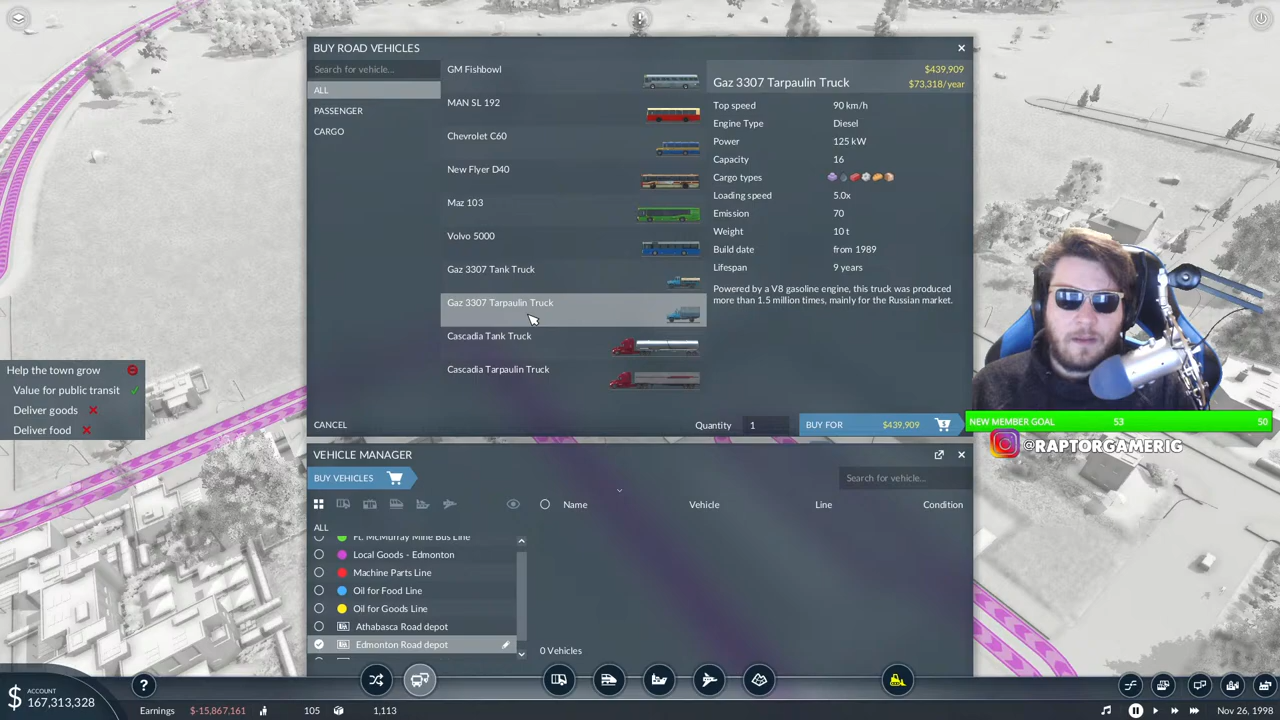 BUY ROAD VEHICLES
Search for vehicle...
ALL
PASSENGER
CARGO
GM Fishbowl
MAN SL 192
Chevrolet C60
New Flyer D40
Maz 103
Volvo 5000
Gaz 3307 Tank Truck
Gaz 3307 Tarpaulin Truck
Cascadia Tank Truck
Cascadia Tarpaulin Truck
$439,909
Gaz 3307 Tarpaulin Truck
$73,318/year
Top speed 90 km/h
Engine Type Diesel
Power 125 kW
Capacity 16
Cargo types
Loading speed 5.0x
Emission 70
Weight 10 t
Build date from 1989
Lifespan 9 years
Powered by a V8 gasoline engine, this truck was produced
more than 1.5 million times, mainly for the Russian market.
CANCEL
Quantity 1
BUY FOR $439,909
Help the town grow
Value for public transit
Deliver goods
Deliver food
NEW MEMBER GOAL 53 50
@RAPTORGAMERIG
VEHICLE MANAGER
BUY VEHICLES
Search for vehicle...
Name Vehicle Line Condition
ALL
Ft. McMurray Mine Bus Line
Local Goods - Edmonton
Machine Parts Line
Oil for Food Line
Oil for Goods Line
Athabasca Road depot
Edmonton Road depot
0 Vehicles
$ ACCOUNT
167,313,328
?
Earnings $-15,867,161 105 1,113
Nov 26, 1998